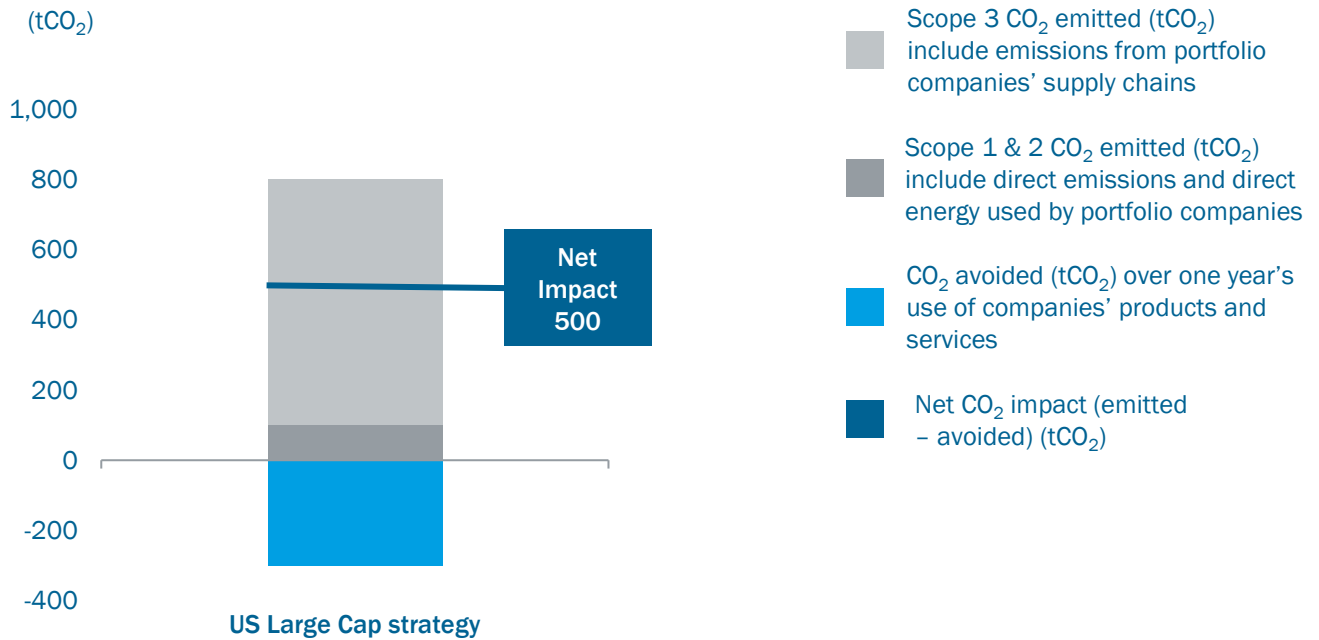 (tCO₂)
1,000
800
600
400
200
0
-200
-400
Net
Impact
500
US Large Cap strategy
Scope 3 CO₂ emitted (tCO₂)
include emissions from portfolio
companies’ supply chains
Scope 1 & 2 CO₂ emitted (tCO₂)
include direct emissions and direct
energy used by portfolio companies
CO₂ avoided (tCO₂) over one year’s
use of companies’ products and
services
Net CO₂ impact (emitted
– avoided) (tCO₂)